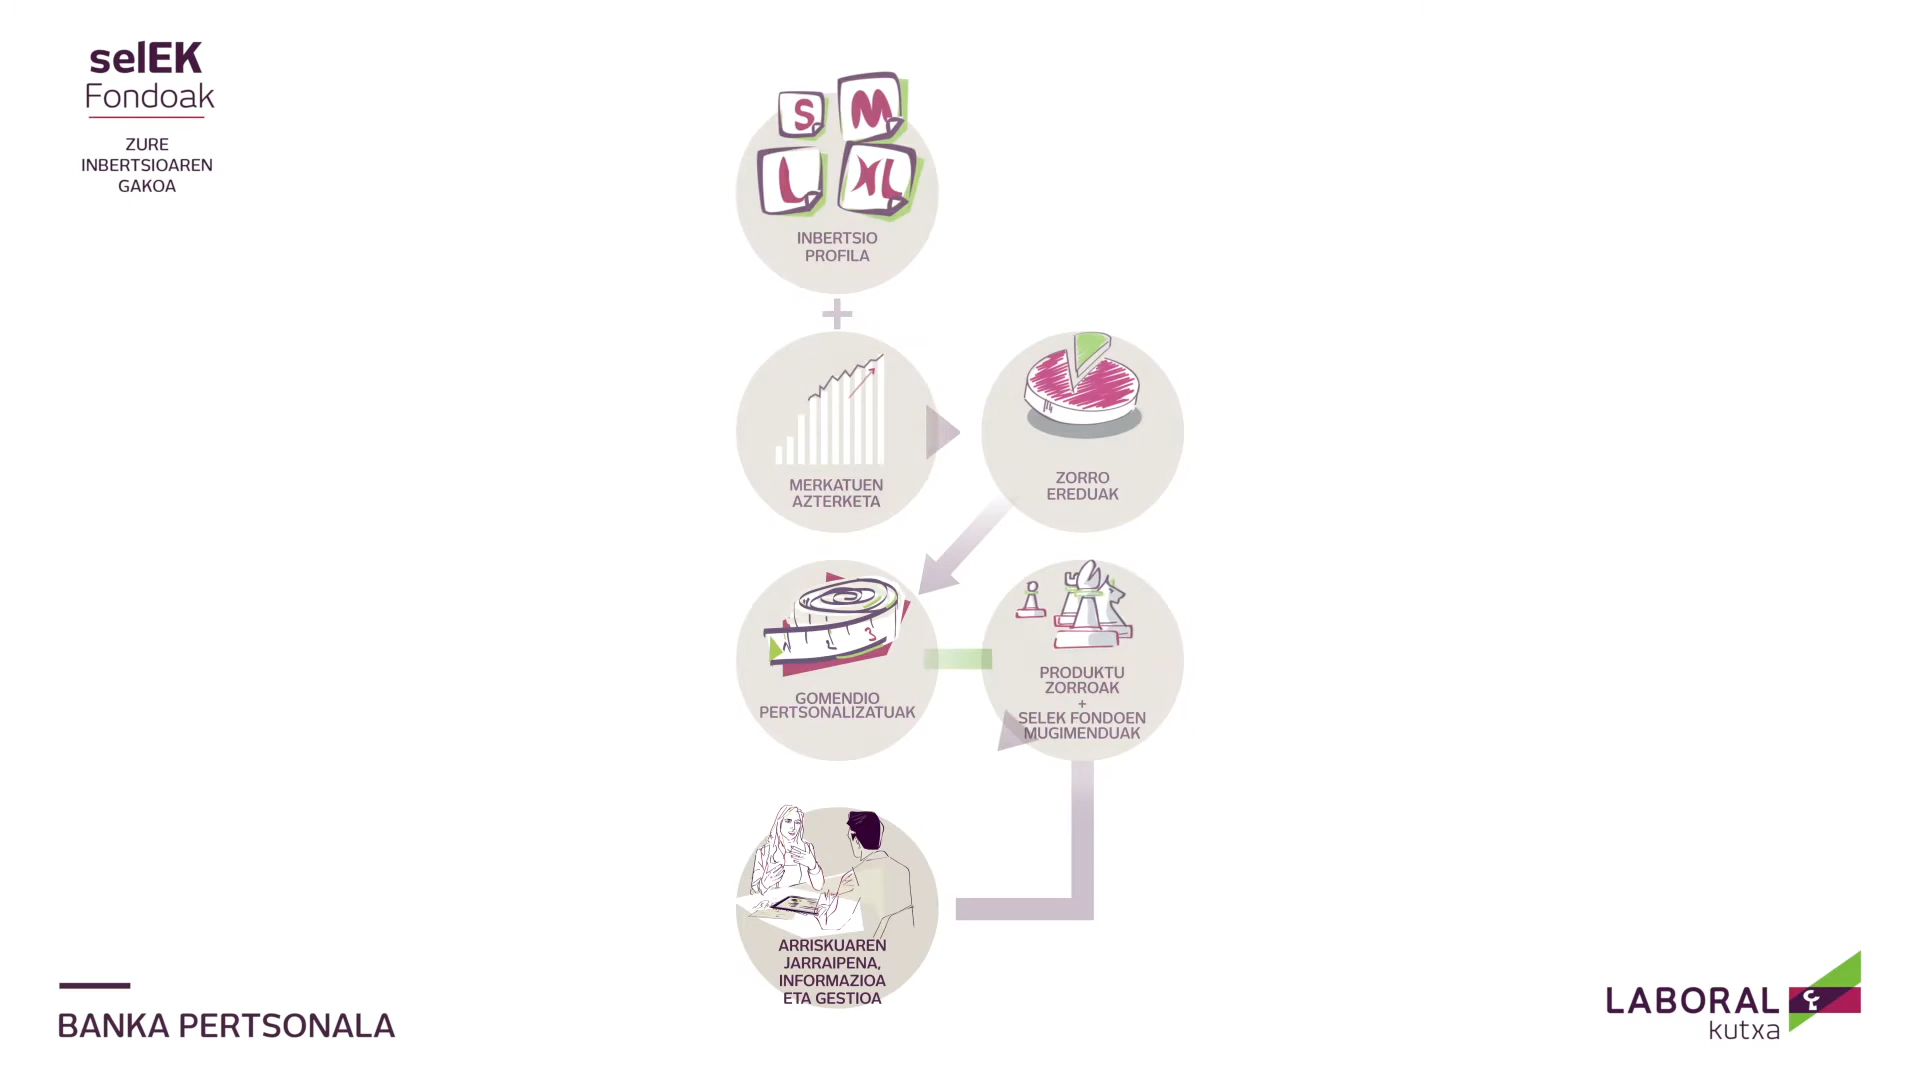 selEK
Fondoak
ZURE
INBERTSIOAREN
GAKOA
S M
L XL
INBERTSIO
PROFILA
+
MERKATUEN
AZTERKETA
ZORRO
EREDUAK
GOMENDIO
PERTSONALIZATUAK
PRODUKTU
ZORROAK
+
SELEK FONDOEN
MUGIMENDUAK
ARRISKUAREN
JARRAIPENA,
INFORMAZIOA
ETA GESTIOA
BANKA PERTSONALA
LABORAL
kutxa